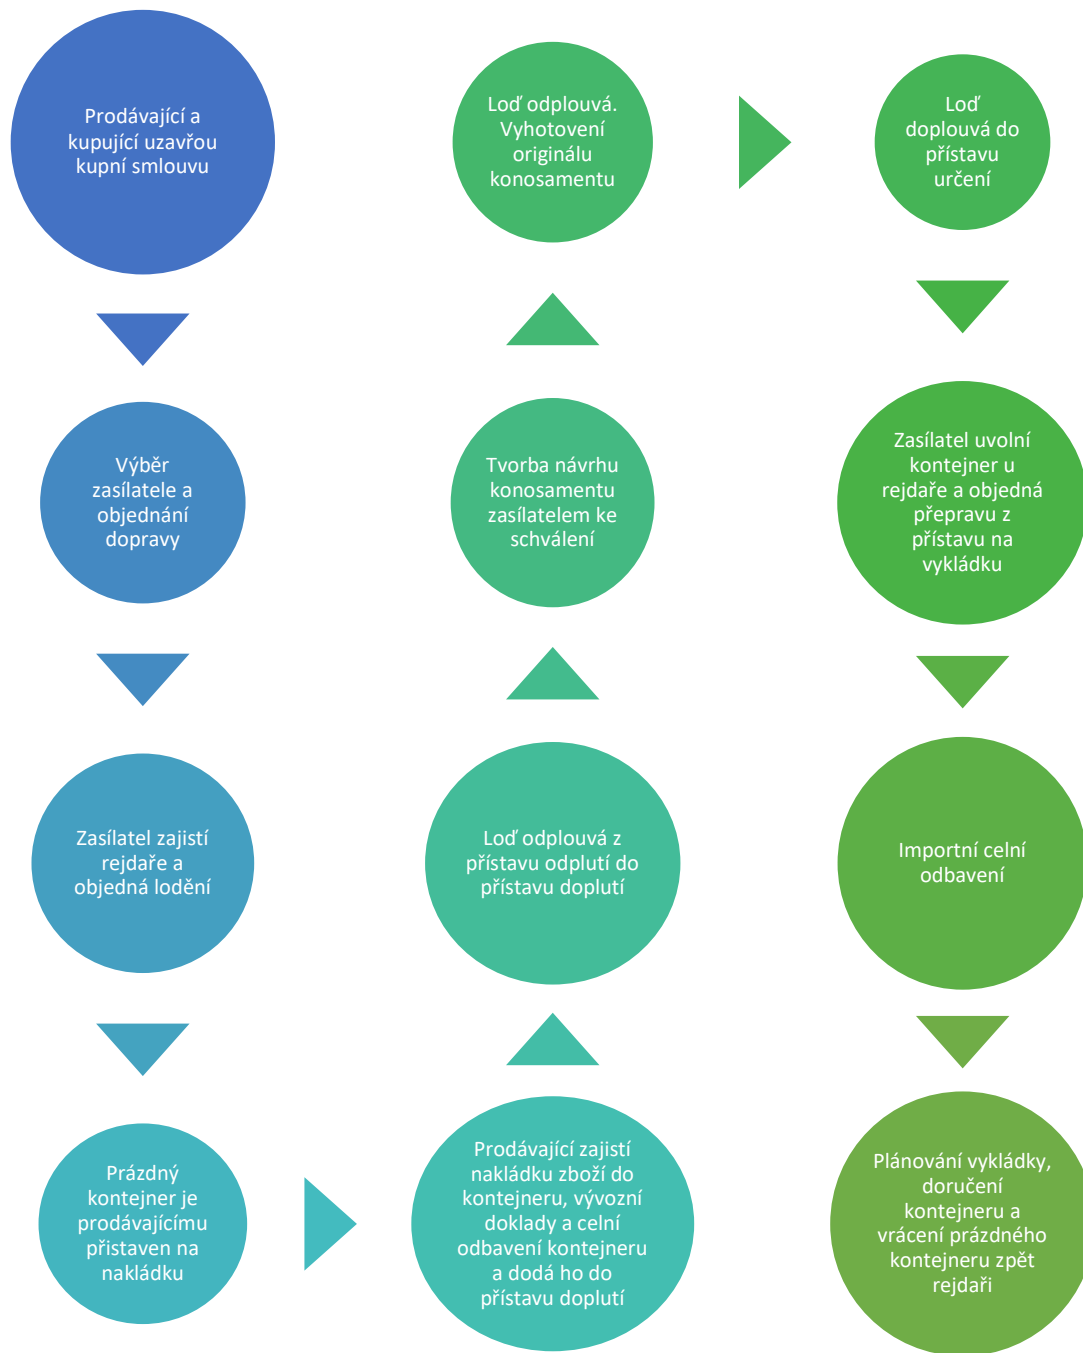 Prodávající a
kupující uzavřou
kupní smlouvu
Výběr
zasílatele a
objednání
dopravy
Zasílatel zajistí
rejdaře a
objedná lodění
Prázdný
kontejner je
prodávajícímu
přistaven na
nakládku
Prodávající zajistí
nakládku zboží do
kontejneru, vývozní
doklady a celní
odbavení kontejneru
a dodá ho do
přístavu doplutí
Loď odplouvá z
přístavu odplutí do
přístavu doplutí
Tvorba návrhu
konosamentu
zasílatelem ke
schválení
Loď odplouvá.
Vyhotovení
originálu
konosamentu
Loď
doplouvá do
přístavu
určení
Zasílatel uvolní
kontejner u
rejdaře a objedná
přepravu z
přístavu na
vykládku
Importní celní
odbavení
Plánování vykládky,
doručení
kontejneru a
vrácení prázdného
kontejneru zpět
rejdaři